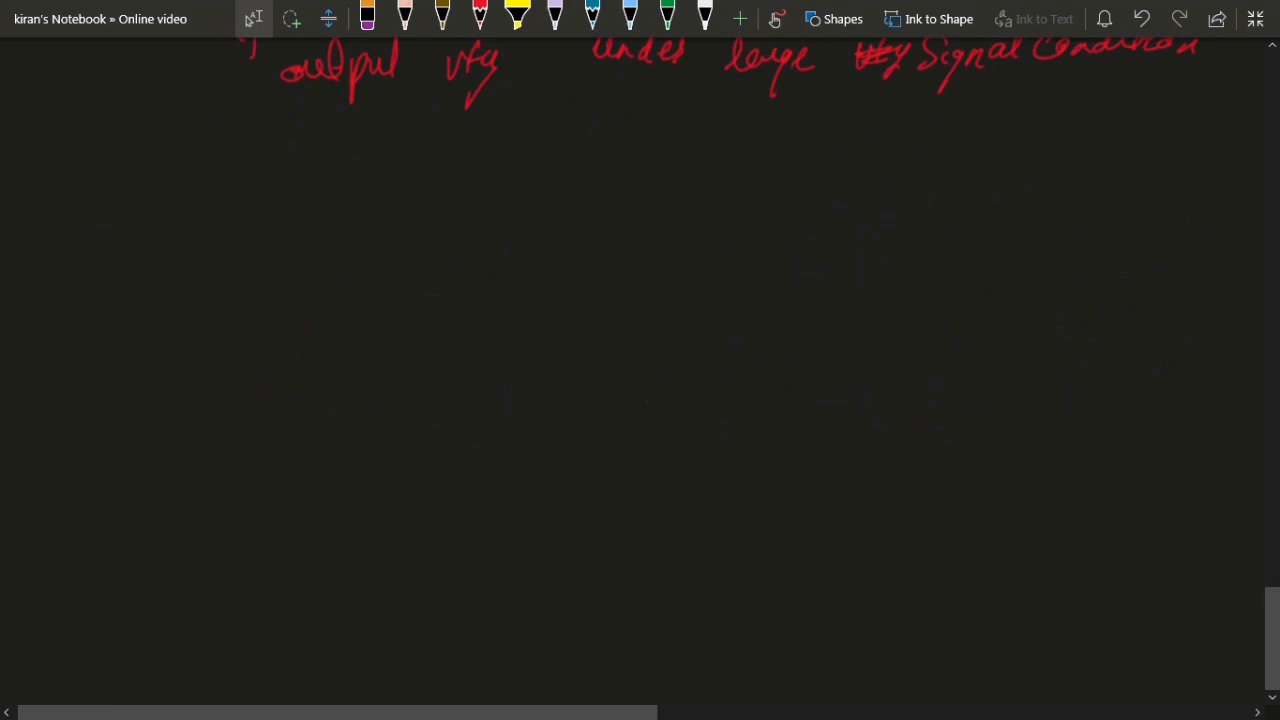 kiran's Notebook » Online video
Shapes
Ink to Shape
Ink to Text
output vtg under large Signal Condition